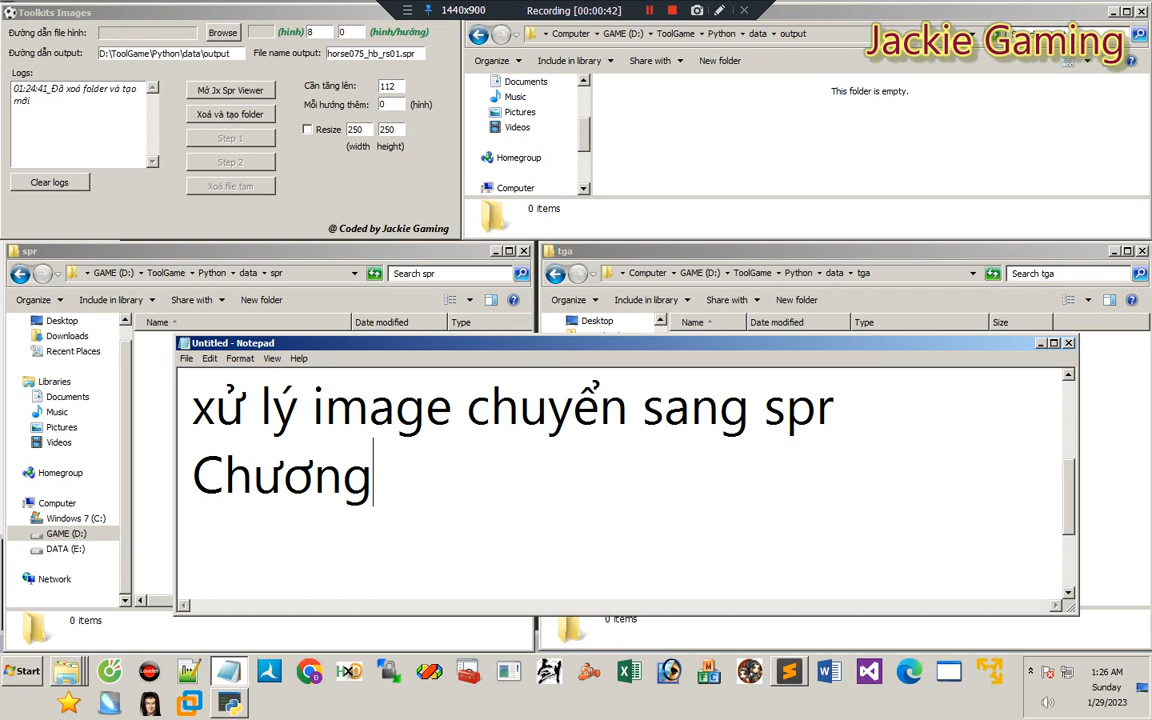 Toolkits Images
1440x900
Recording [00:00:42]
Jackie Gaming
Đường dẫn file hình:
Browse
(hình)
8
0
(hình/hướng)
Đường dẫn output:
D:\ToolGame\Python\data\output
File name output:
horse075_hb_rs01.spr
Logs:
01:24:41_Đã xoá folder và tạo
mới
Mở Jx Spr Viewer
Xoá và tạo folder
Step 1
Step 2
Xoá file tạm
Cần tăng lên:
112
Mỗi hướng thêm:
0
(hình)
Resize
250
250
(width
height)
Clear logs
@ Coded by Jackie Gaming
Computer
GAME (D:)
ToolGame
Python
data
output
Organize
Include in library
Share with
New folder
Documents
Music
Pictures
Videos
Homegroup
Computer
This folder is empty.
0 items
spr
GAME (D:)
ToolGame
Python
data
spr
Search spr
Organize
Include in library
Share with
New folder
Name
Date modified
Type
Desktop
Downloads
Recent Places
Libraries
Documents
Music
Pictures
Videos
Homegroup
Computer
Windows 7 (C:)
GAME (D:)
DATA (E:)
Network
0 items
tga
Computer
GAME (D:)
ToolGame
Python
data
tga
Search tga
Organize
Include in library
Share with
New folder
Desktop
Name
Date modified
Type
Size
0 items
Untitled - Notepad
File
Edit
Format
View
Help
xử lý image chuyển sang spr
Chương
Start
1:26 AM
Sunday
1/29/2023